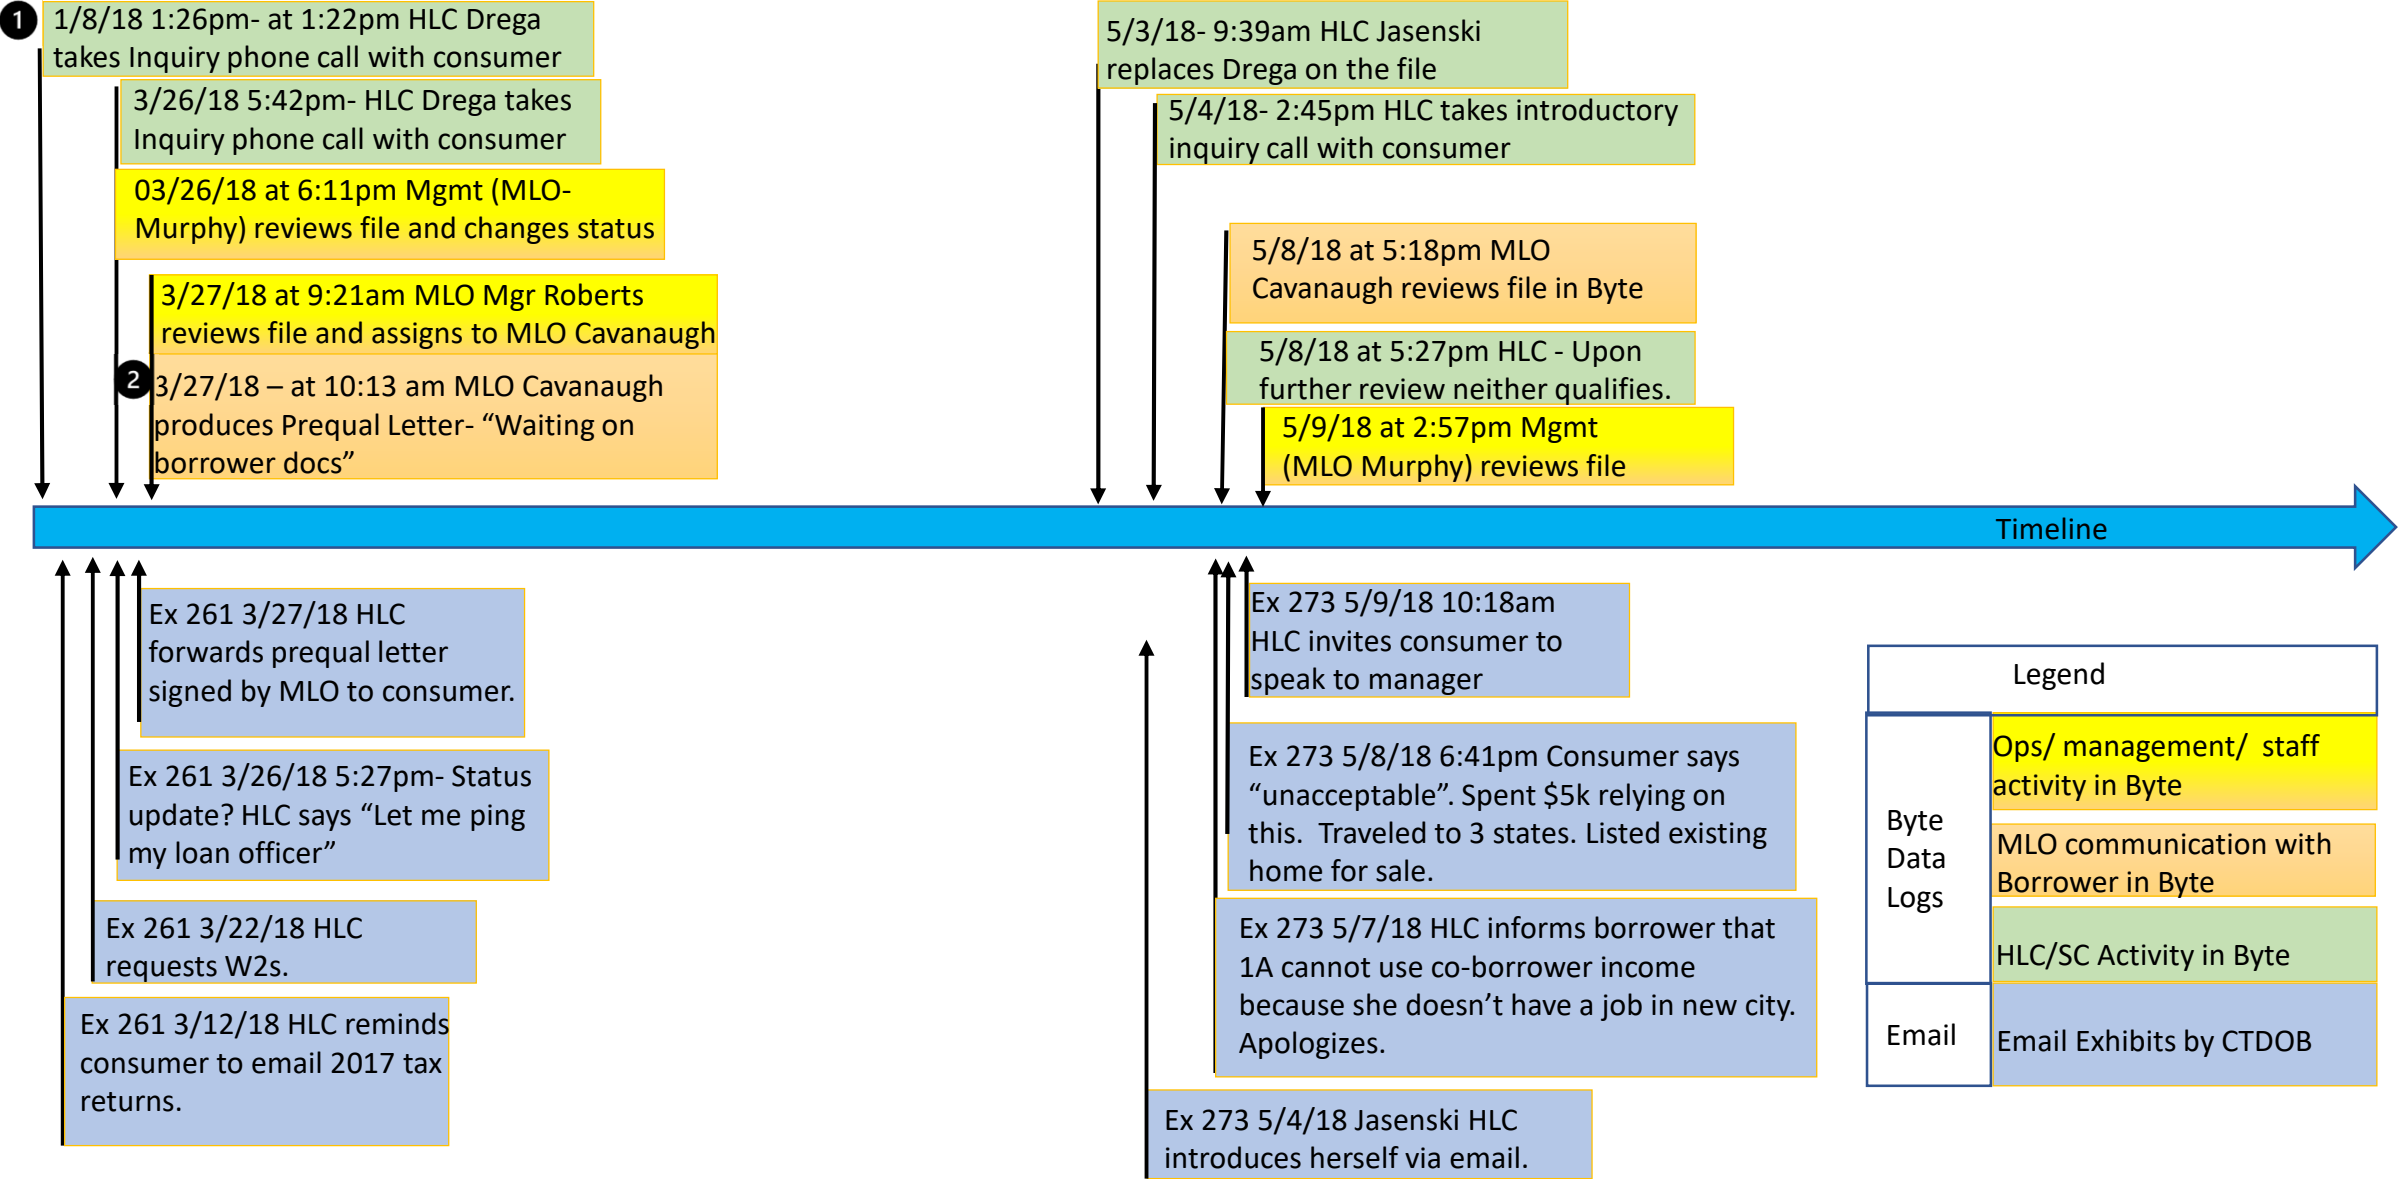 1
1/8/18 1:26pm- at 1:22pm HLC Drega
takes Inquiry phone call with consumer
3/26/18 5:42pm- HLC Drega takes
Inquiry phone call with consumer
03/26/18 at 6:11pm Mgmt (MLO-
Murphy) reviews file and changes status
3/27/18 at 9:21am MLO Mgr Roberts
reviews file and assigns to MLO Cavanaugh
2
3/27/18 – at 10:13 am MLO Cavanaugh
produces Prequal Letter- “Waiting on
borrower docs”
5/3/18- 9:39am HLC Jasenski
replaces Drega on the file
5/4/18- 2:45pm HLC takes introductory
inquiry call with consumer
5/8/18 at 5:18pm MLO
Cavanaugh reviews file in Byte
5/8/18 at 5:27pm HLC - Upon
further review neither qualifies.
5/9/18 at 2:57pm Mgmt
(MLO Murphy) reviews file
Timeline
Ex 261 3/27/18 HLC
forwards prequal letter
signed by MLO to consumer.
Ex 261 3/26/18 5:27pm- Status
update? HLC says “Let me ping
my loan officer”
Ex 261 3/22/18 HLC
requests W2s.
Ex 261 3/12/18 HLC reminds
consumer to email 2017 tax
returns.
Ex 273 5/9/18 10:18am
HLC invites consumer to
speak to manager
Ex 273 5/8/18 6:41pm Consumer says
“unacceptable”. Spent $5k relying on
this.  Traveled to 3 states. Listed existing
home for sale.
Ex 273 5/7/18 HLC informs borrower that
1A cannot use co-borrower income
because she doesn’t have a job in new city.
Apologizes.
Ex 273 5/4/18 Jasenski HLC
introduces herself via email.
Legend
Byte
Data
Logs
Ops/ management/  staff
activity in Byte
MLO communication with
Borrower in Byte
HLC/SC Activity in Byte
Email
Email Exhibits by CTDOB